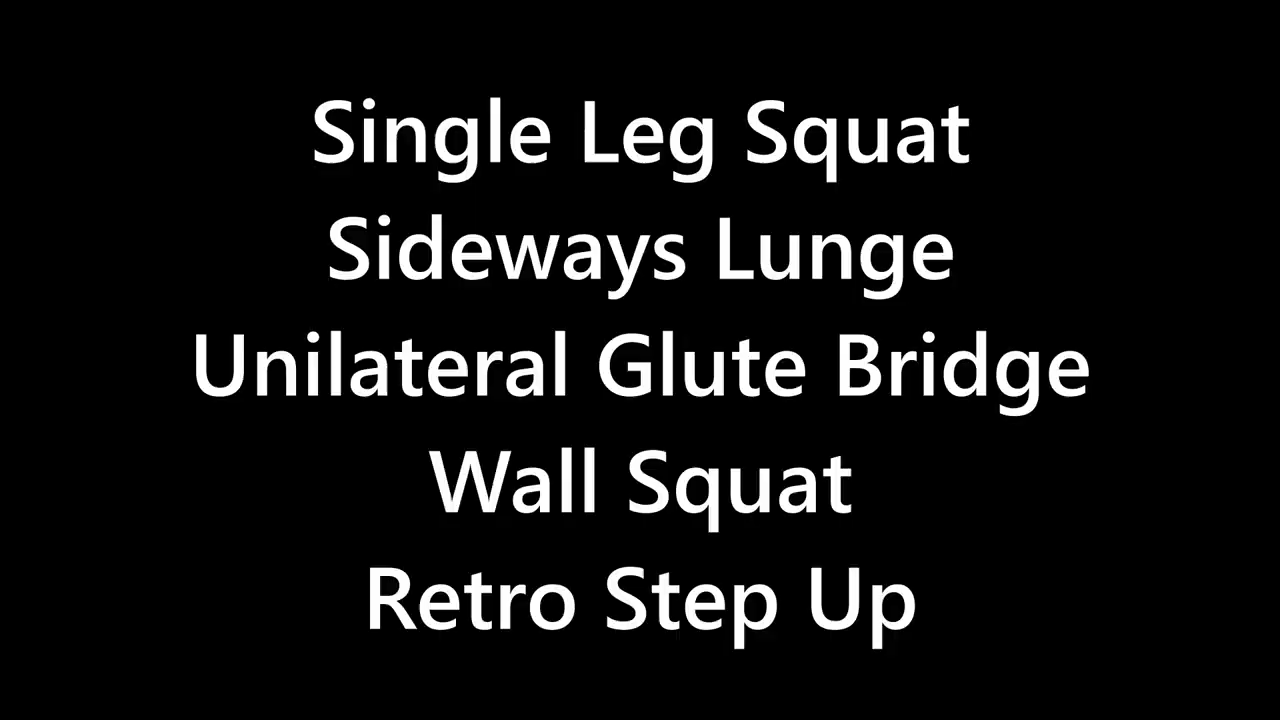 Single Leg Squat
Sideways Lunge
Unilateral Glute Bridge
Wall Squat
Retro Step Up